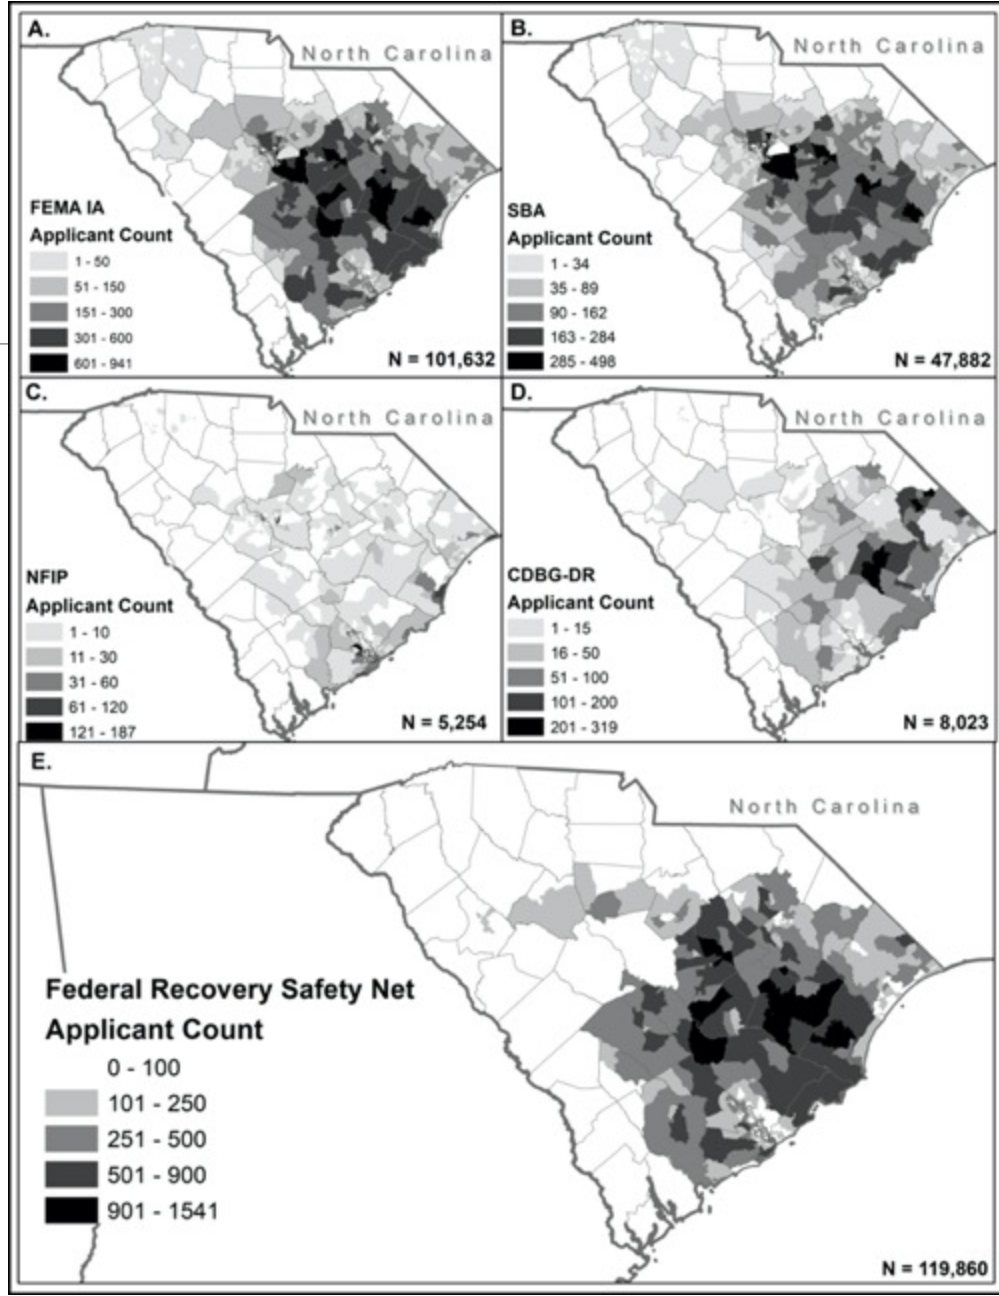 A.
North Carolina
FEMA IA
Applicant Count
1 - 50
51 - 150
151 - 300
301 - 600
601 - 941
N = 101,632
B.
North Carolina
SBA
Applicant Count
1 - 34
35 - 89
90 - 162
163 - 284
285 - 498
N = 47,882
C.
North Carolina
NFIP
Applicant Count
1 - 10
11 - 30
31 - 60
61 - 120
121 - 187
N = 5,254
D.
North Carolina
CDBG-DR
Applicant Count
1 - 15
16 - 50
51 - 100
101 - 200
201 - 319
N = 8,023
E.
North Carolina
Federal Recovery Safety Net
Applicant Count
0 - 100
101 - 250
251 - 500
501 - 900
901 - 1541
N = 119,860